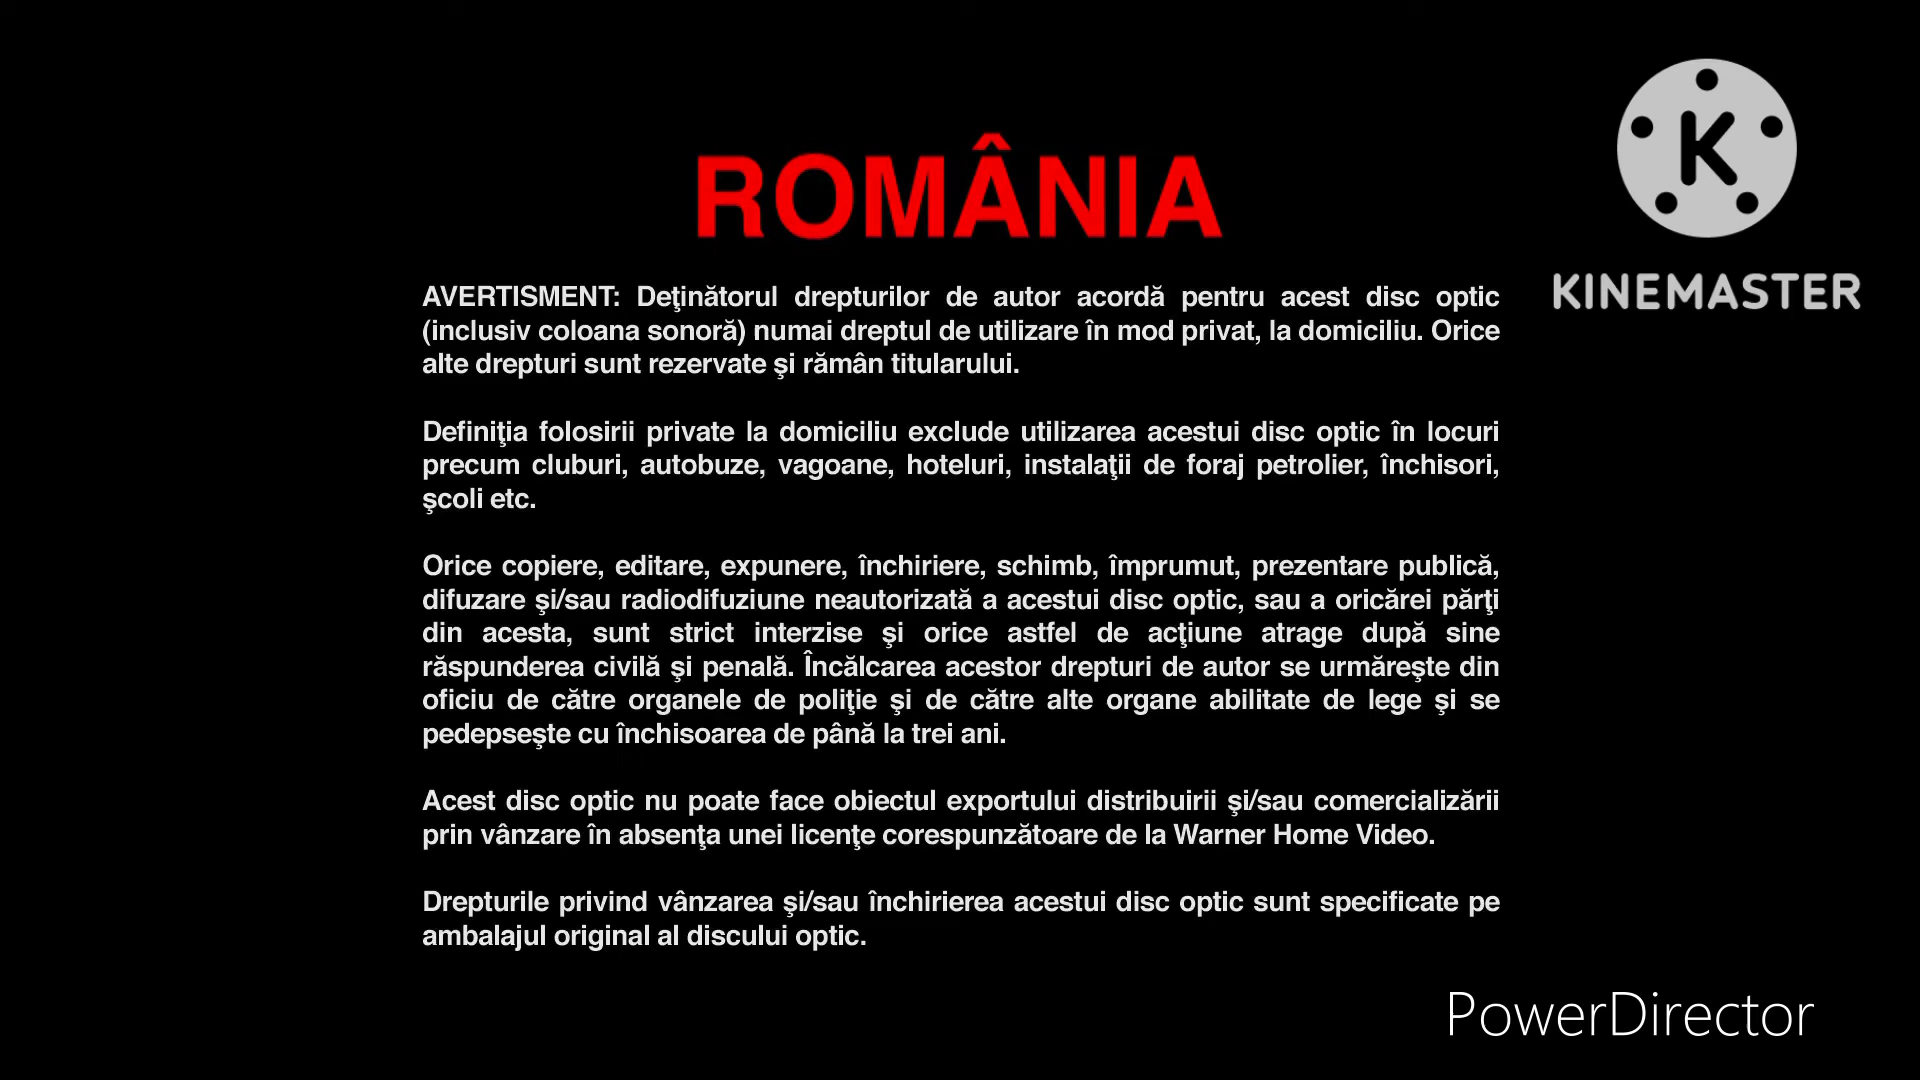 ROMÂNIA
K
KINEMASTER
AVERTISMENT: Deţinătorul drepturilor de autor acordă pentru acest disc optic
(inclusiv coloana sonoră) numai dreptul de utilizare în mod privat, la domiciliu. Orice
alte drepturi sunt rezervate şi rămân titularului.
Definiţia folosirii private la domiciliu exclude utilizarea acestui disc optic în locuri
precum cluburi, autobuze, vagoane, hoteluri, instalaţii de foraj petrolier, închisori,
şcoli etc.
Orice copiere, editare, expunere, închiriere, schimb, împrumut, prezentare publică,
difuzare şi/sau radiodifuziune neautorizată a acestui disc optic, sau a oricărei părţi
din acesta, sunt strict interzise şi orice astfel de acţiune atrage după sine
răspunderea civilă şi penală. Încălcarea acestor drepturi de autor se urmăreşte din
oficiu de către organele de poliţie şi de către alte organe abilitate de lege şi se
pedepseşte cu închisoarea de până la trei ani.
Acest disc optic nu poate face obiectul exportului distribuirii şi/sau comercializării
prin vânzare în absenţa unei licenţe corespunzătoare de la Warner Home Video.
Drepturile privind vânzarea şi/sau închirierea acestui disc optic sunt specificate pe
ambalajul original al discului optic.
PowerDirector